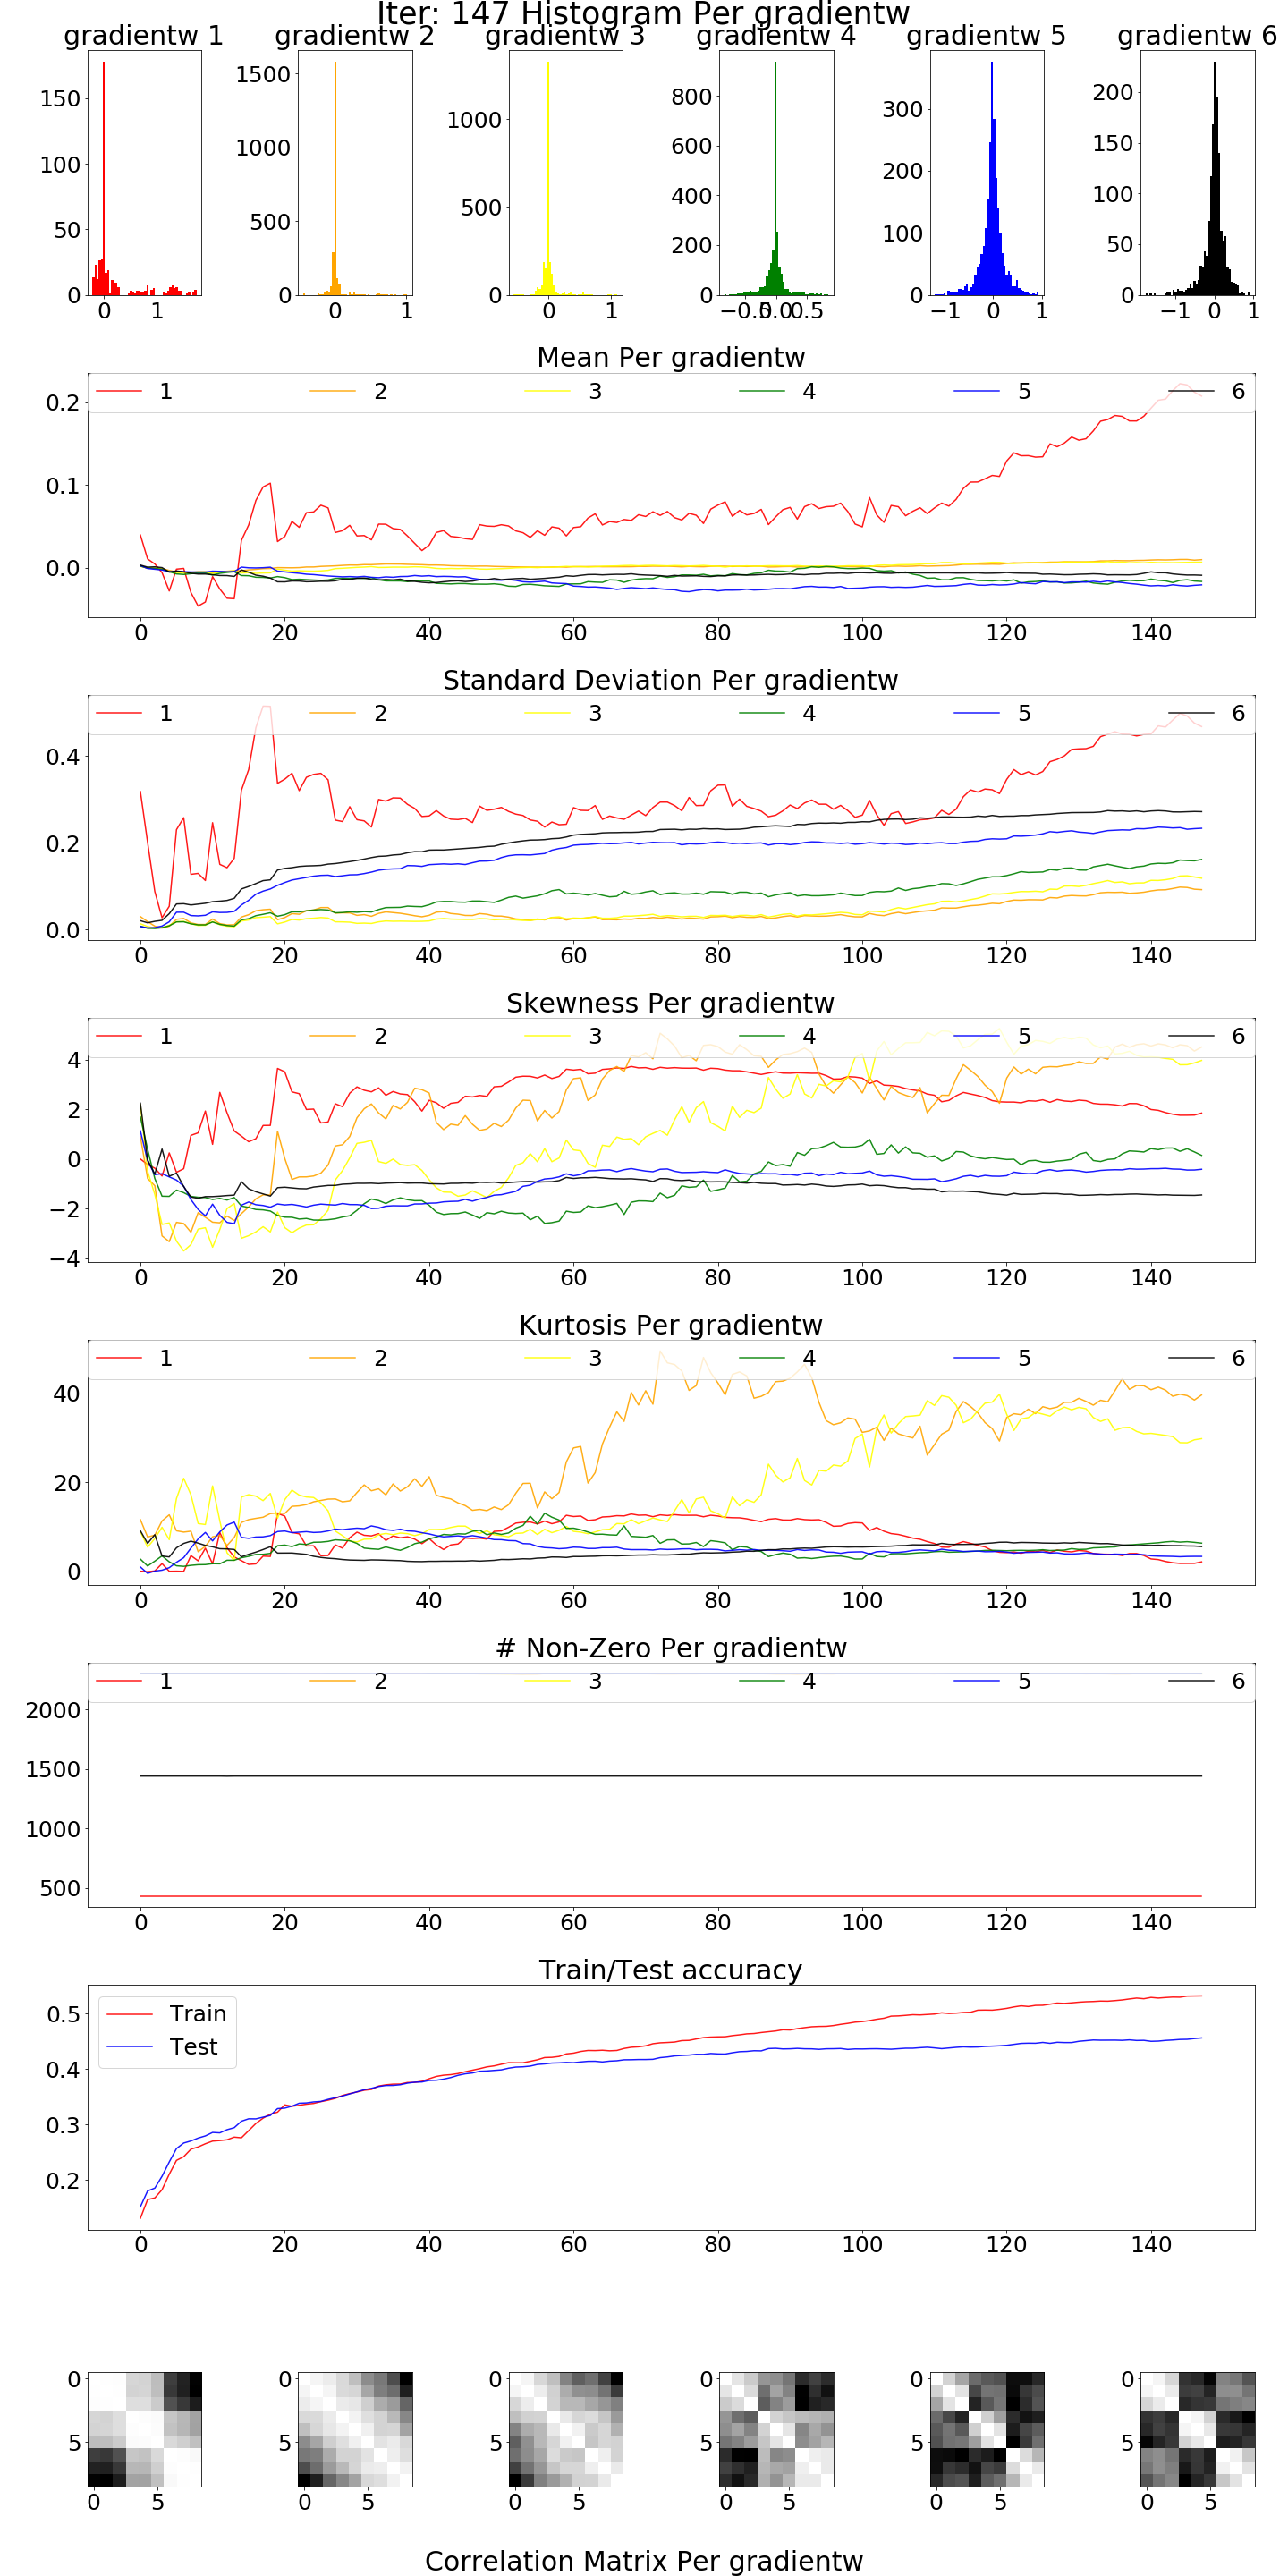 Iter: 147 Histogram Per gradientw
gradientw 1 gradientw 2 gradientw 3 gradientw 4 gradientw 5 gradientw 6
150
100
50
0
0 1
1500
1000
500
0
0 1
1000
500
0
0 1
800
600
400
200
0
−0.5 0.0 0.5
300
200
100
0
−1 0 1
200
150
100
50
0
−1 0 1
Mean Per gradientw
1 2 3 4 5 6
0.2
0.1
0.0
0 20 40 60 80 100 120 140
Standard Deviation Per gradientw
1 2 3 4 5 6
0.4
0.2
0.0
0 20 40 60 80 100 120 140
Skewness Per gradientw
1 2 3 4 5 6
4
2
0
−2
−4
0 20 40 60 80 100 120 140
Kurtosis Per gradientw
1 2 3 4 5 6
40
20
0
0 20 40 60 80 100 120 140
# Non-Zero Per gradientw
1 2 3 4 5 6
2000
1500
1000
500
0 20 40 60 80 100 120 140
Train/Test accuracy
Train
Test
0.5
0.4
0.3
0.2
0 20 40 60 80 100 120 140
0
5
0 5
0
5
0 5
0
5
0 5
0
5
0 5
0
5
0 5
0
5
0 5
Correlation Matrix Per gradientw